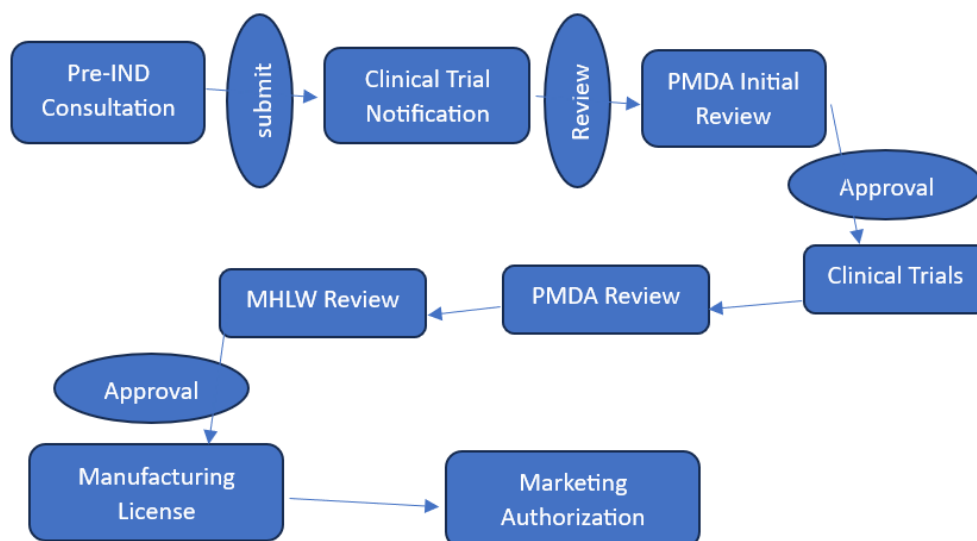 Pre-IND
Consultation
submit
Clinical Trial
Notification
Review
PMDA Initial
Review
Approval
Clinical Trials
PMDA Review
MHLW Review
Approval
Manufacturing
License
Marketing
Authorization